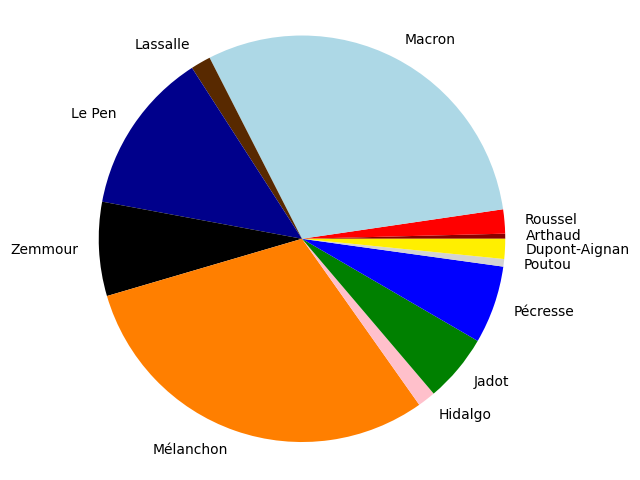 Macron
Lassalle
Le Pen
Roussel
Arthaud
Zemmour
Dupont-Aignan
Poutou
Pécresse
Jadot
Hidalgo
Mélanchon